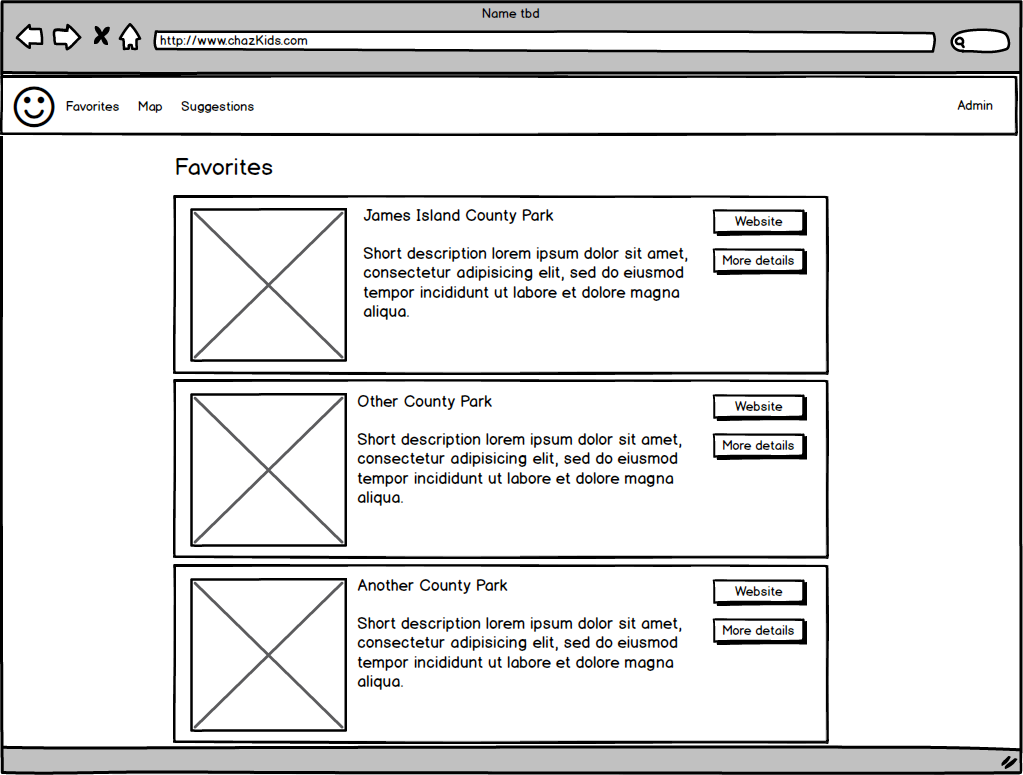 Name tbd
http://www.chazKids.com
Favorites Map Suggestions Admin
Favorites
James Island County Park
Website
Short description lorem ipsum dolor sit amet,
consectetur adipisicing elit, sed do eiusmod
tempor incididunt ut labore et dolore magna
aliqua.
More details
Other County Park
Website
Short description lorem ipsum dolor sit amet,
consectetur adipisicing elit, sed do eiusmod
tempor incididunt ut labore et dolore magna
aliqua.
More details
Another County Park
Website
Short description lorem ipsum dolor sit amet,
consectetur adipisicing elit, sed do eiusmod
tempor incididunt ut labore et dolore magna
aliqua.
More details